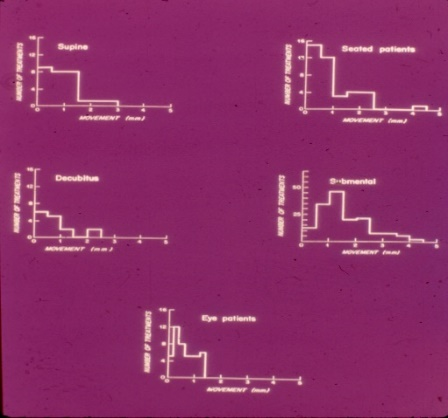 Supine
NUMBER OF TREATMENTS
MOVEMENT (mm)
Seated patients
NUMBER OF TREATMENTS
MOVEMENT (mm)
Decubitus
NUMBER OF TREATMENTS
MOVEMENT (mm)
Submental
NUMBER OF TREATMENTS
MOVEMENT (mm)
Eye patients
NUMBER OF TREATMENTS
MOVEMENT (mm)